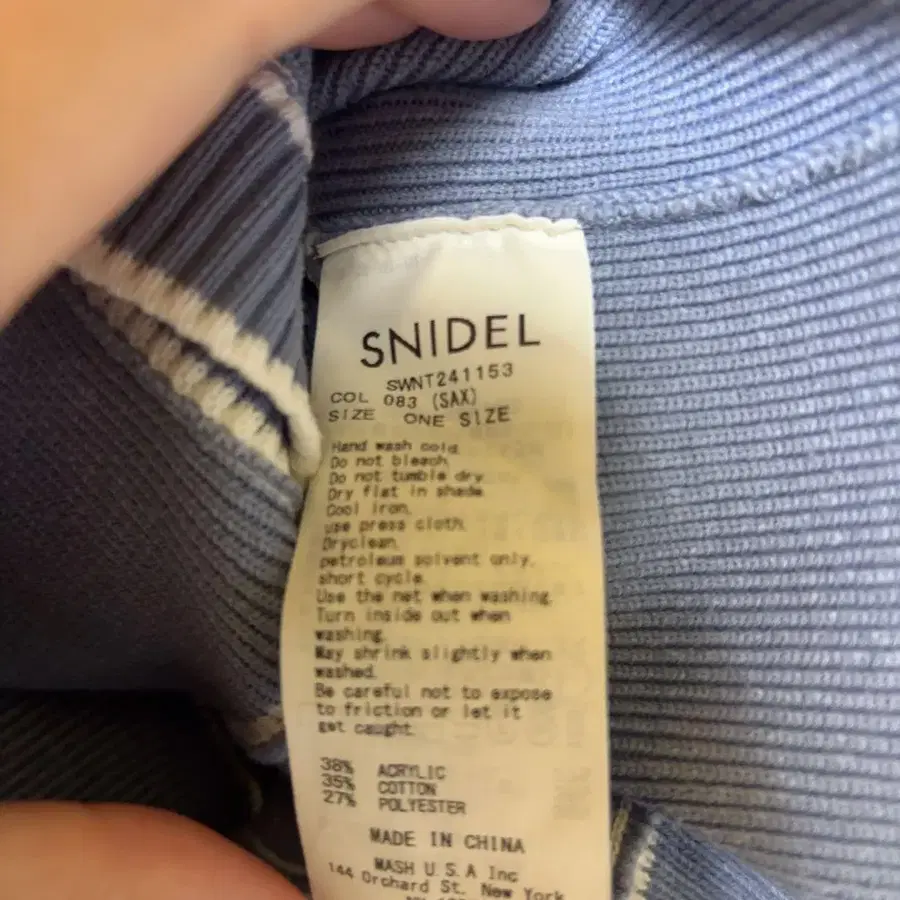 SNIDEL
SWNT241153
COL 083 (SAX)
SIZE ONE SIZE
Hand wash cold.
Do not bleach.
Do not tumble dry.
Dry flat in shade.
Cool iron.
use press cloth.
Dryclean.
petroleum solvent only.
short cycle.
Use the net when washing.
Turn inside out when
washing.
May shrink slightly when
washed.
Be careful not to expose
to friction or let it
get caught.
38% ACRYLIC
35% COTTON
27% POLYESTER
MADE IN CHINA
MASH U.S.A Inc
144 Orchard St. New York